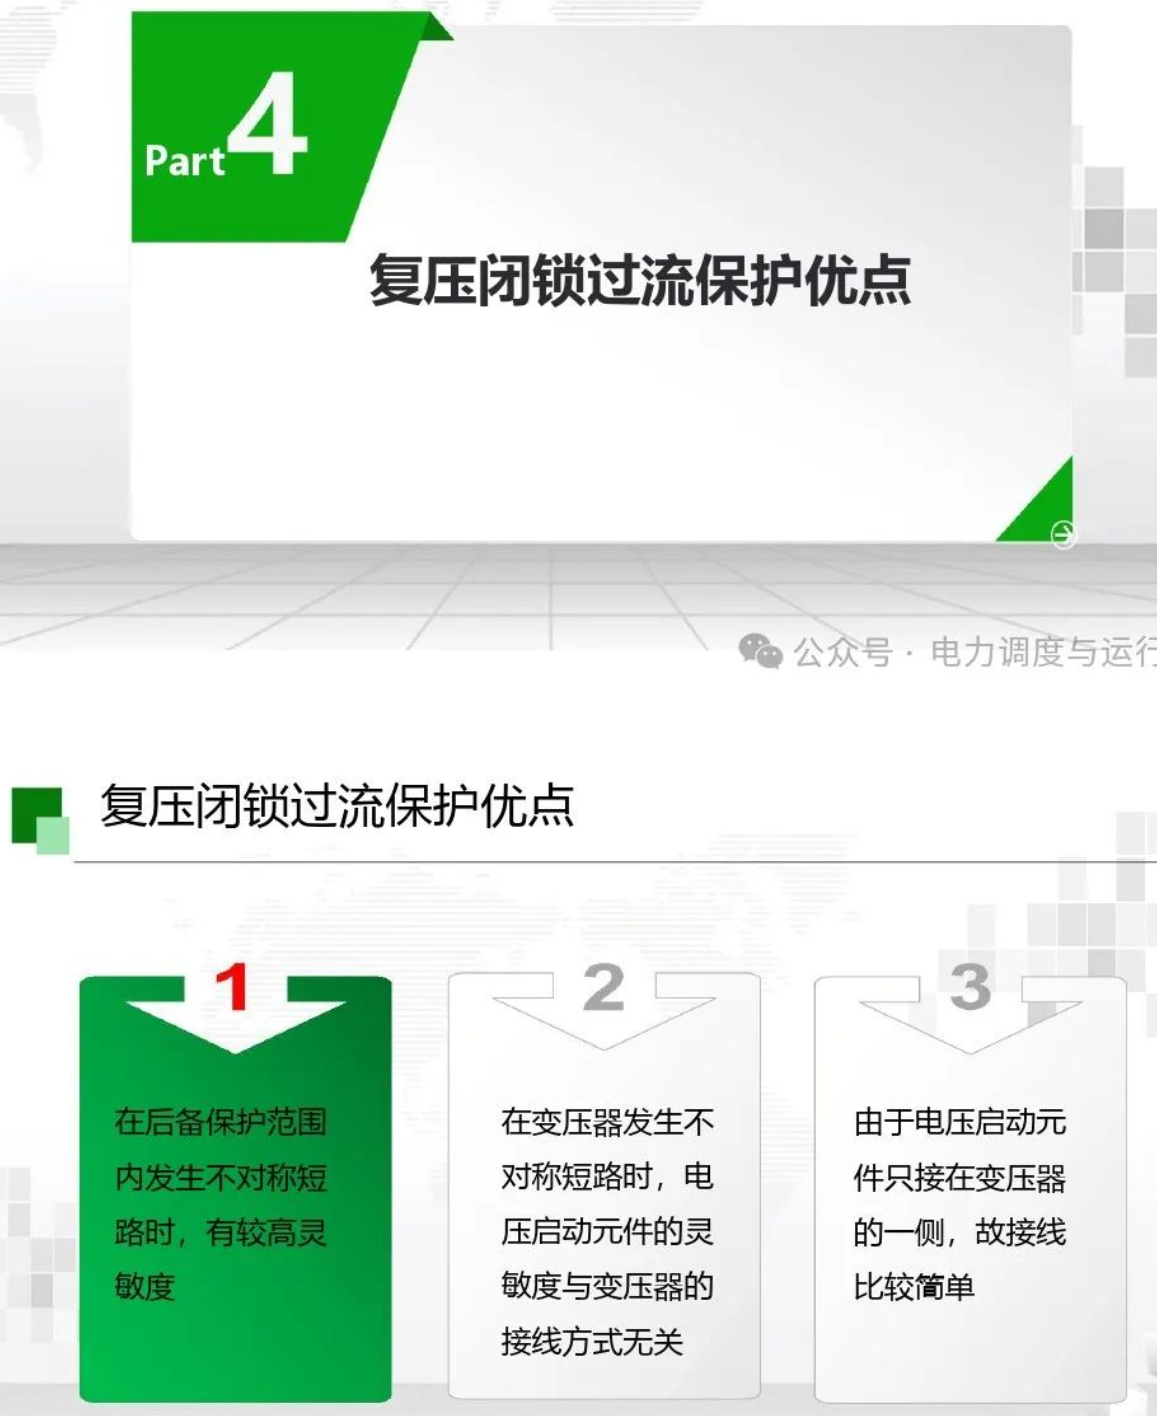 Part4
复压闭锁过流保护优点
公众号 · 电力调度与运行
复压闭锁过流保护优点
1
在后备保护范围
内发生不对称短
路时，有较高灵
敏度
2
在变压器发生不
对称短路时，电
压启动元件的灵
敏度与变压器的
接线方式无关
3
由于电压启动元
件只接在变压器
的一侧，故接线
比较简单